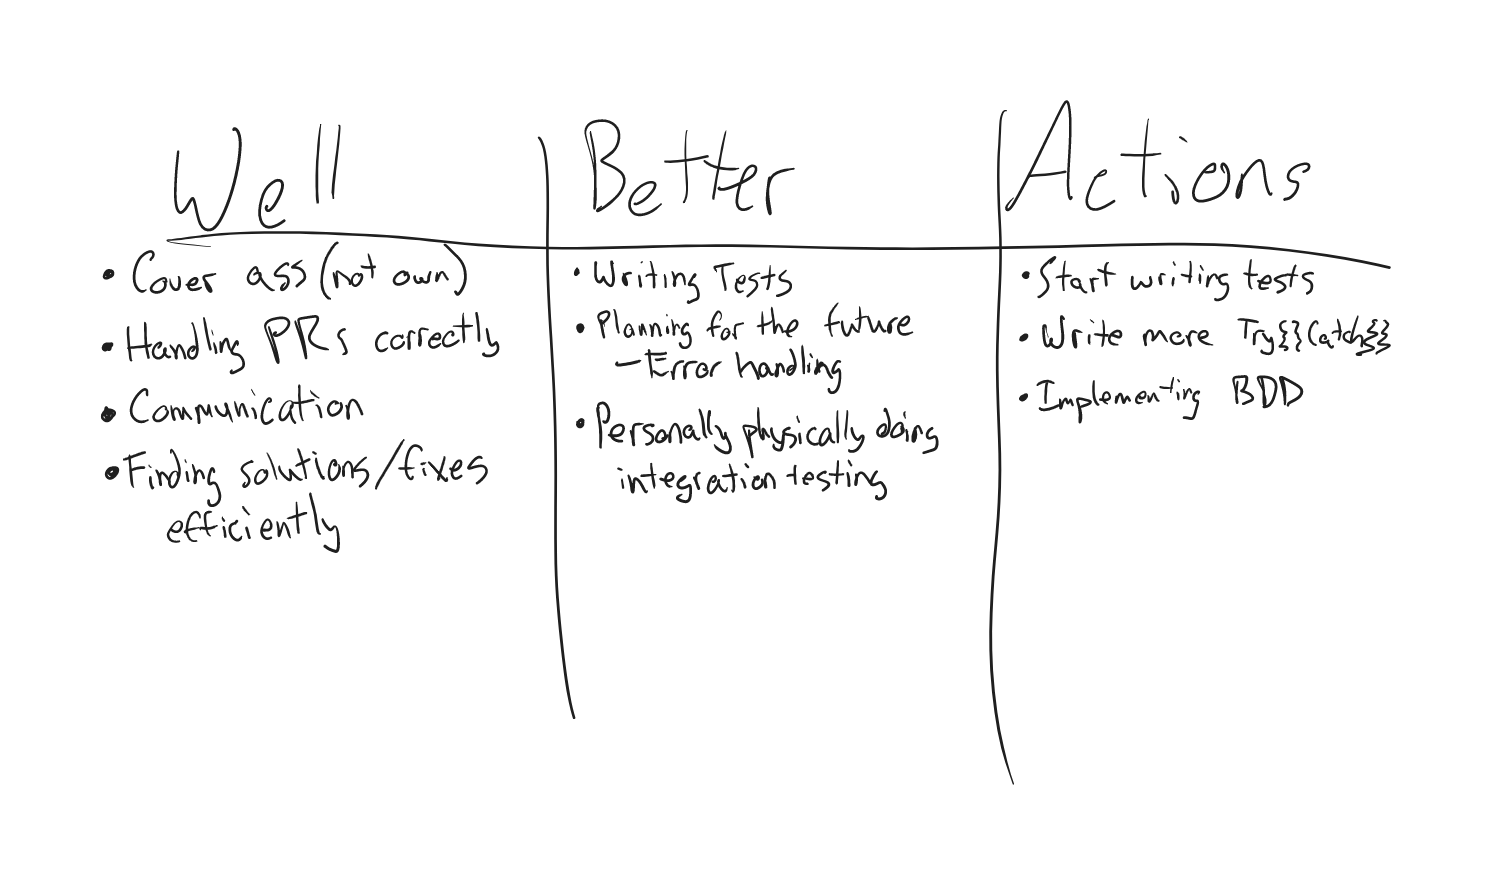 Well
• Cover ass (not own)
• Handling PRs correctly
• Communication
• Finding solutions/fixes
efficiently
Better
• Writing Tests
• Planning for the future
– Error handling
• Personally physically doing
integration testing
Actions
• Start writing tests
• Write more Try{}Catch{}
• Implementing BDD